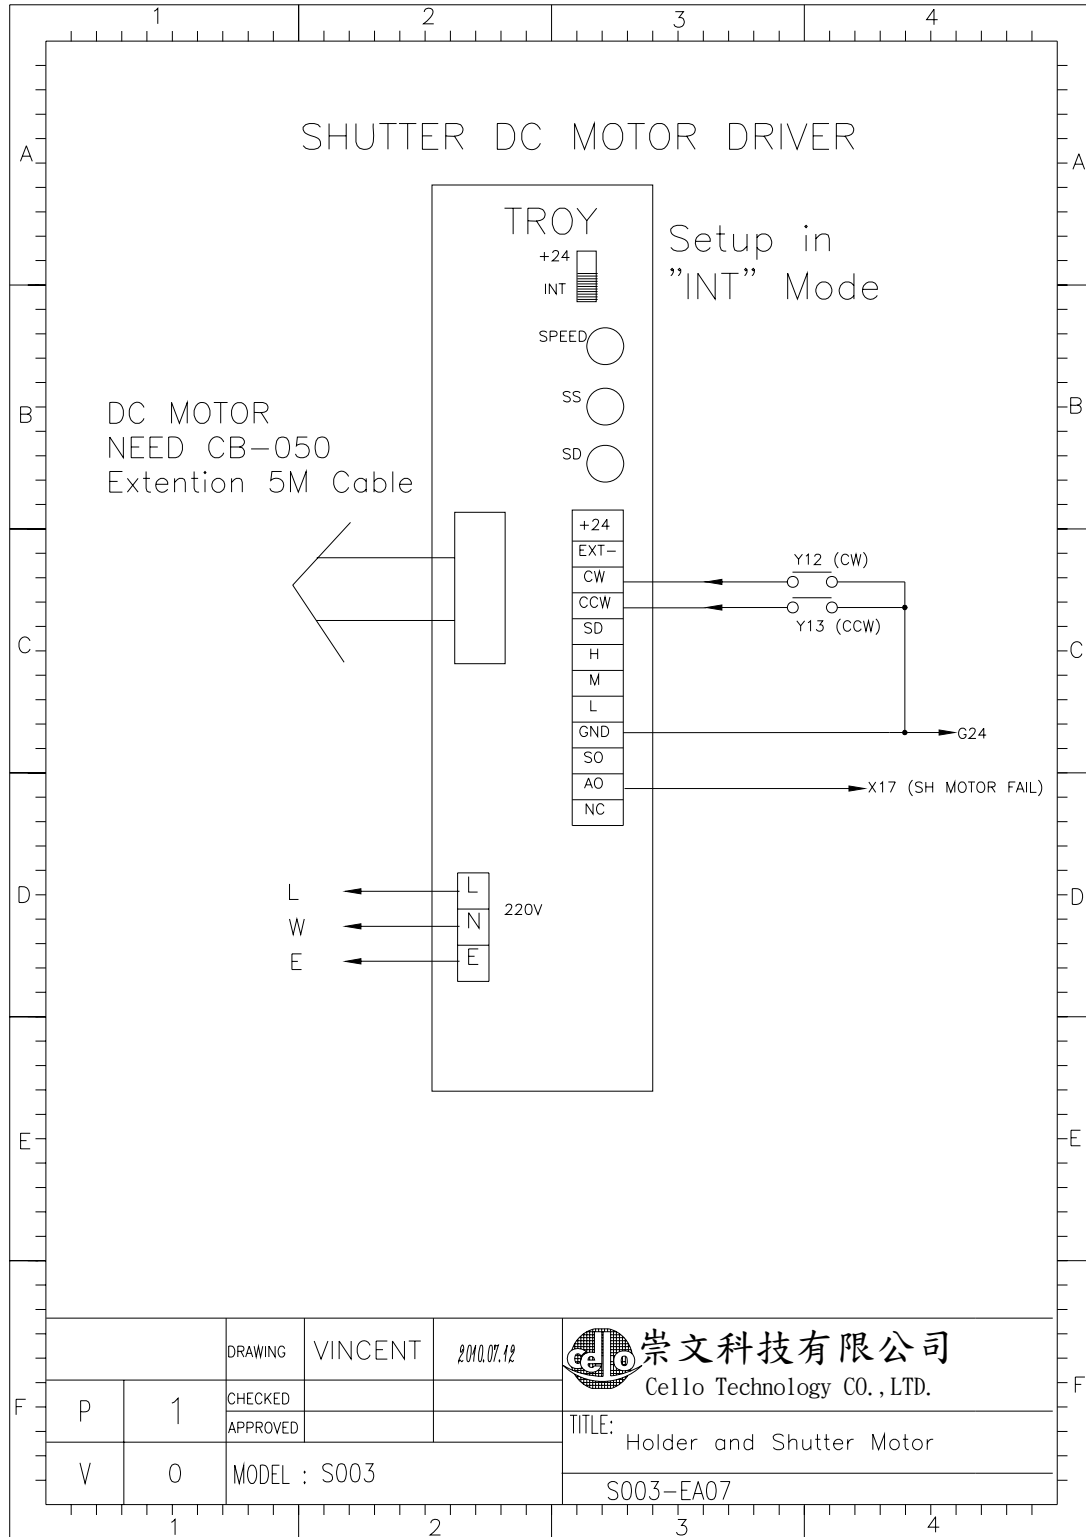 1 2 3 4
SHUTTER DC MOTOR DRIVER
A A
TROY
Setup in
"INT" Mode
+24
INT
SPEED
SS
SD
B B
DC MOTOR
NEED CB-050
Extention 5M Cable
+24
EXT-
CW
CCW
SD
H
M
L
GND
SO
AO
NC
Y12 (CW)
Y13 (CCW)
C C
G24
X17 (SH MOTOR FAIL)
D D
L L
W N
E E
220V
E E
DRAWING VINCENT 2010.07.12
cello
崇文科技有限公司
Cello Technology CO.,LTD.
F F
P 1 CHECKED
APPROVED
TITLE: Holder and Shutter Motor
V 0 MODEL : S003
S003-EA07
1 2 3 4